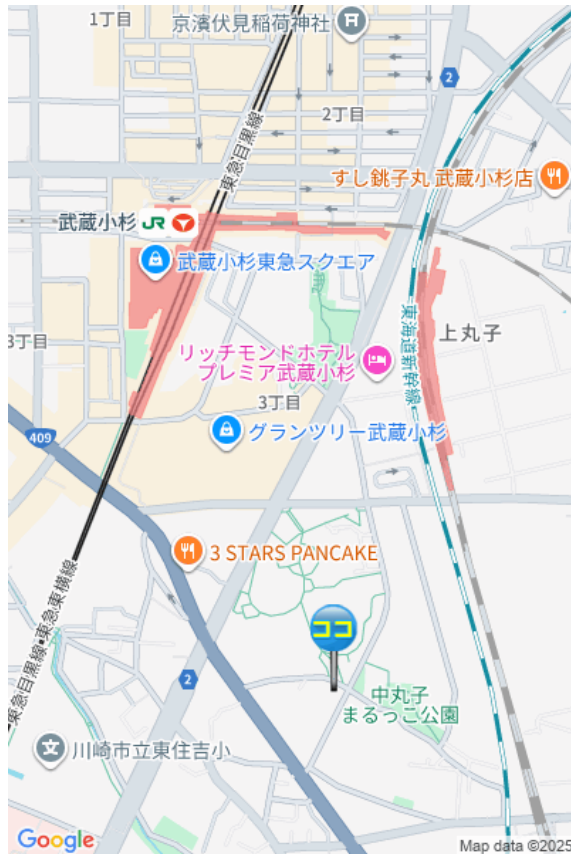 1丁目
京濱伏見稲荷神社
2
2丁目
東急目黒線
すし銚子丸 武蔵小杉店
武蔵小杉 JR
武蔵小杉東急スクエア
上丸子
東海道新幹線
3丁目
リッチモンドホテル
プレミア武蔵小杉
3丁目
グランツリー武蔵小杉
409
3 STARS PANCAKE
東急目黒線・東急東横線
ココ
2
中丸子
まるっこ公園
川崎市立東住吉小
Google
Map data ©2025